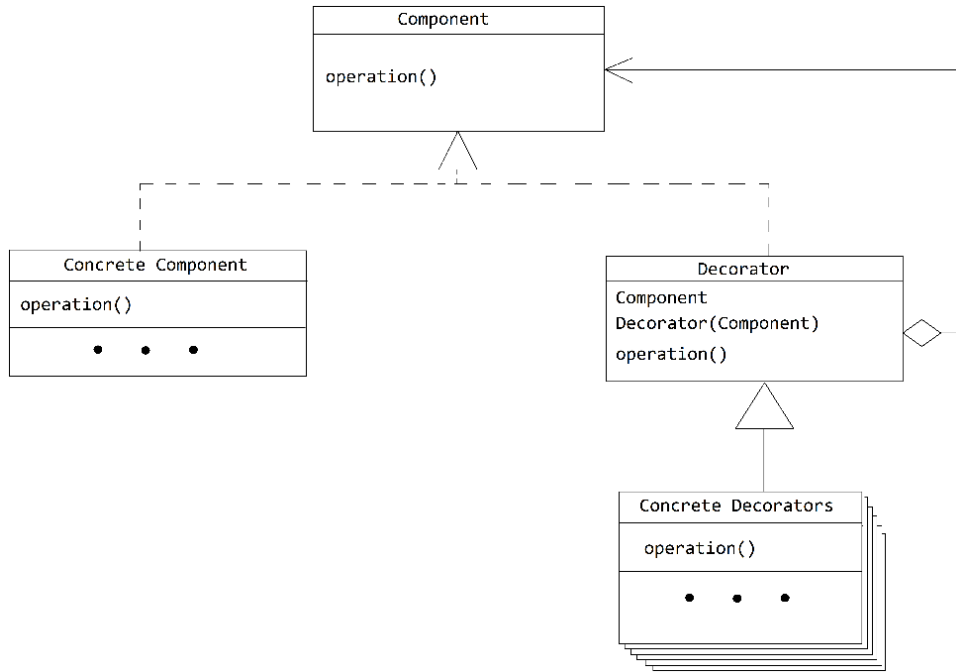 Component
operation()
Concrete Component
operation()
Decorator
Component
Decorator(Component)
operation()
Concrete Decorators
operation()